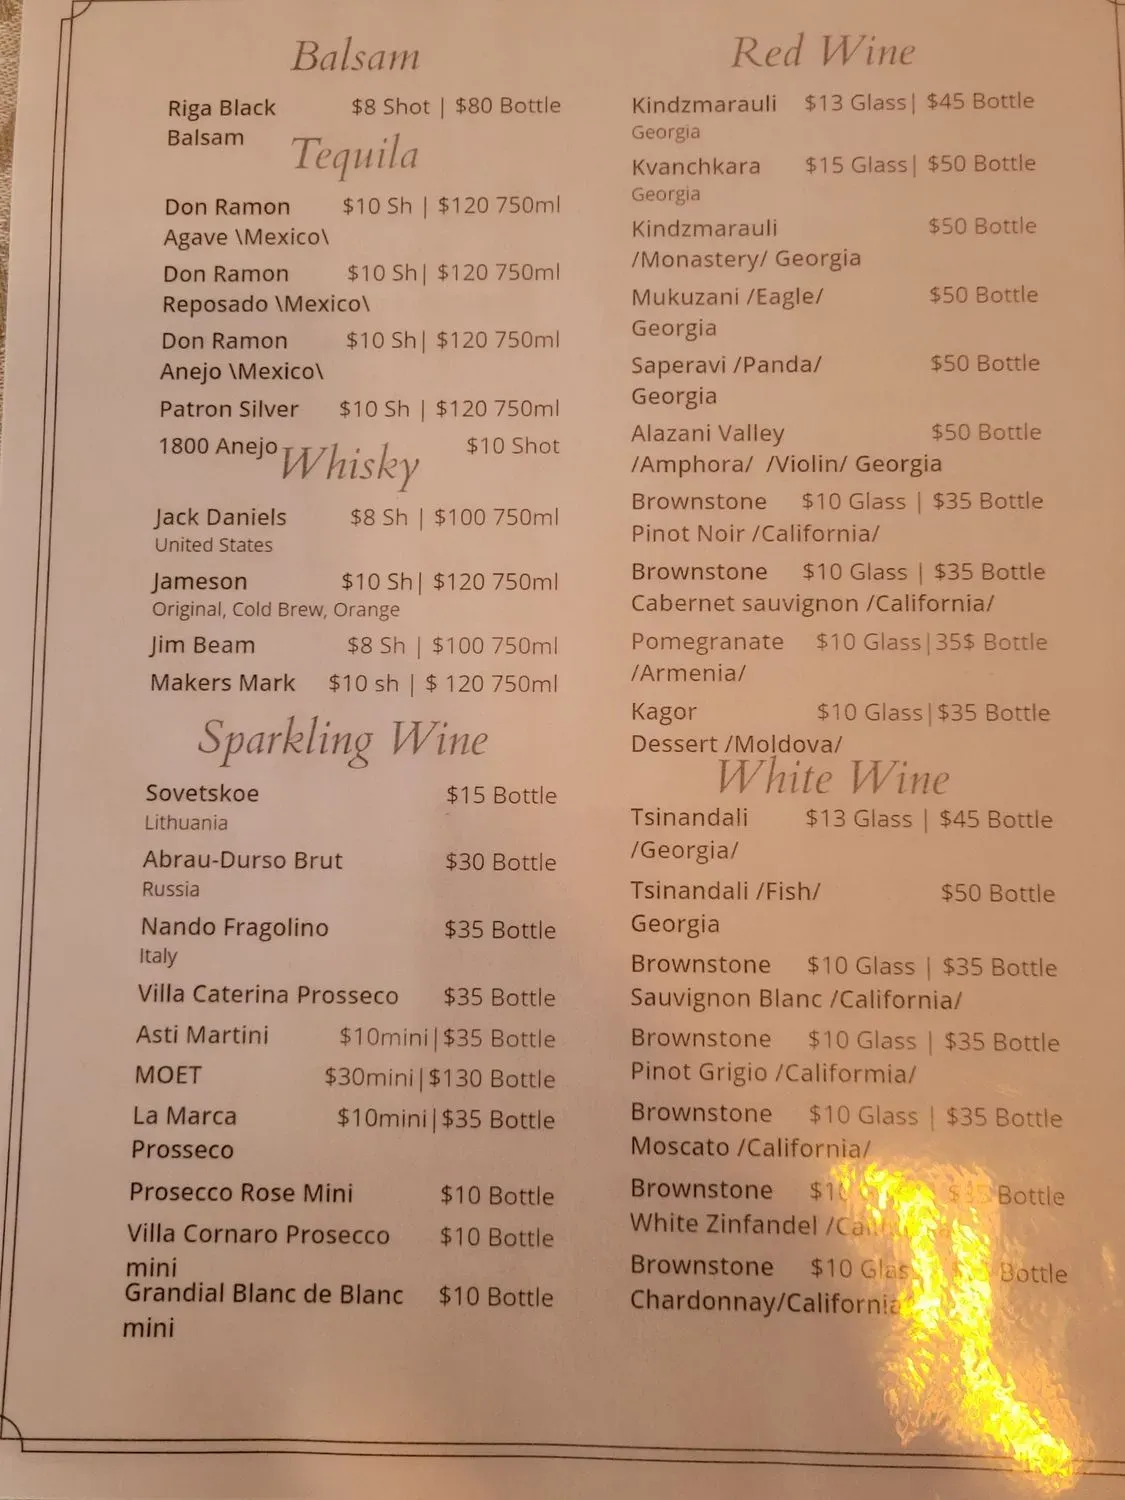 Balsam
Riga Black $8 Shot | $80 Bottle
Balsam
Tequila
Don Ramon $10 Sh | $120 750ml
Agave \Mexico\
Don Ramon $10 Sh| $120 750ml
Reposado \Mexico\
Don Ramon $10 Sh| $120 750ml
Anejo \Mexico\
Patron Silver $10 Sh | $120 750ml
1800 Anejo $10 Shot
Whisky
Jack Daniels $8 Sh | $100 750ml
United States
Jameson $10 Sh| $120 750ml
Original, Cold Brew, Orange
Jim Beam $8 Sh | $100 750ml
Makers Mark $10 sh | $ 120 750ml
Sparkling Wine
Sovetskoe $15 Bottle
Lithuania
Abrau-Durso Brut $30 Bottle
Russia
Nando Fragolino $35 Bottle
Italy
Villa Caterina Prosseco $35 Bottle
Asti Martini $10mini|$35 Bottle
MOET $30mini|$130 Bottle
La Marca $10mini|$35 Bottle
Prosseco
Prosecco Rose Mini $10 Bottle
Villa Cornaro Prosecco $10 Bottle
mini
Grandial Blanc de Blanc $10 Bottle
mini
Red Wine
Kindzmarauli $13 Glass| $45 Bottle
Georgia
Kvanchkara $15 Glass| $50 Bottle
Georgia
Kindzmarauli $50 Bottle
/Monastery/ Georgia
Mukuzani /Eagle/ $50 Bottle
Georgia
Saperavi /Panda/ $50 Bottle
Georgia
Alazani Valley $50 Bottle
/Amphora/ /Violin/ Georgia
Brownstone $10 Glass | $35 Bottle
Pinot Noir /California/
Brownstone $10 Glass | $35 Bottle
Cabernet sauvignon /California/
Pomegranate $10 Glass|35$ Bottle
/Armenia/
Kagor $10 Glass|$35 Bottle
Dessert /Moldova/
White Wine
Tsinandali $13 Glass | $45 Bottle
/Georgia/
Tsinandali /Fish/ $50 Bottle
Georgia
Brownstone $10 Glass | $35 Bottle
Sauvignon Blanc /California/
Brownstone $10 Glass | $35 Bottle
Pinot Grigio /Califormia/
Brownstone $10 Glass | $35 Bottle
Moscato /California/
Brownstone Bottle
White Zinfandel
Brownstone $10 Glass Bottle
Chardonnay/California